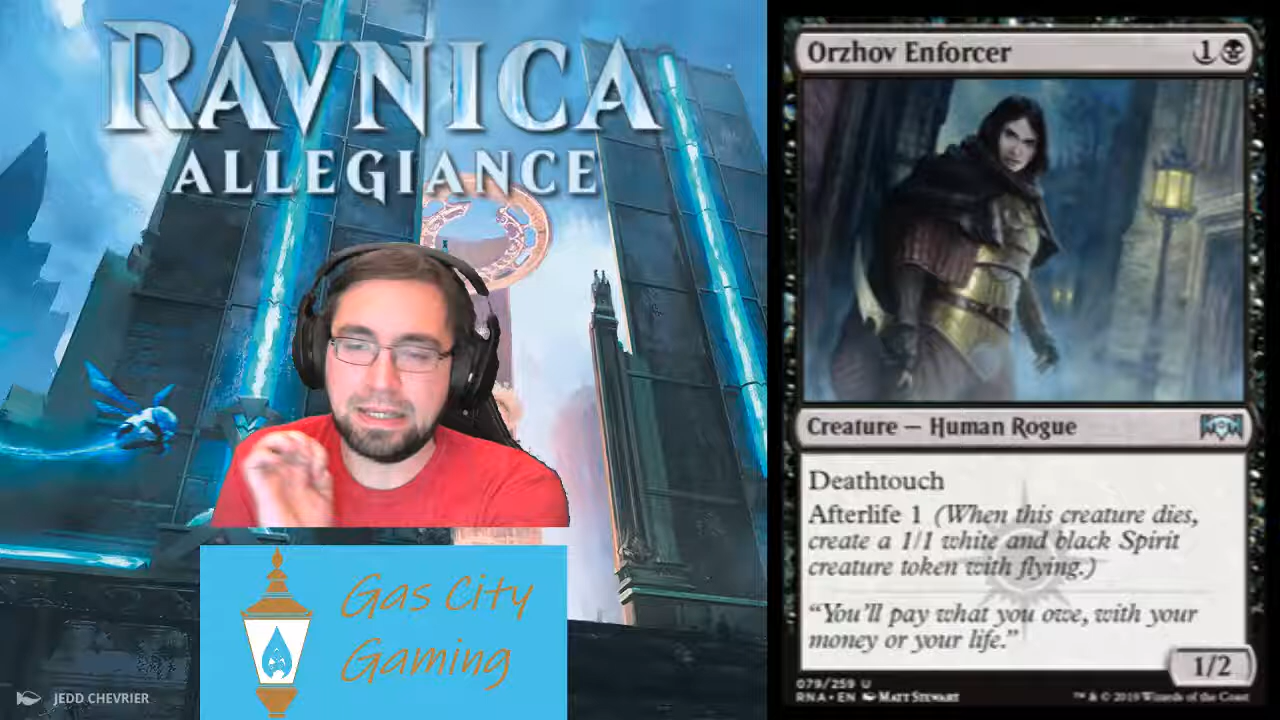 RAVNICA
ALLEGIANCE
Gas City
Gaming
JEDD CHEVRIER
Orzhov Enforcer 1
Creature — Human Rogue
Deathtouch
Afterlife 1 (When this creature dies,
create a 1/1 white and black Spirit
creature token with flying.)
“You’ll pay what you owe, with your
money or your life.”
1/2
079/259 U
RNA • EN MATT STEWART
™ & © 2019 Wizards of the Coast